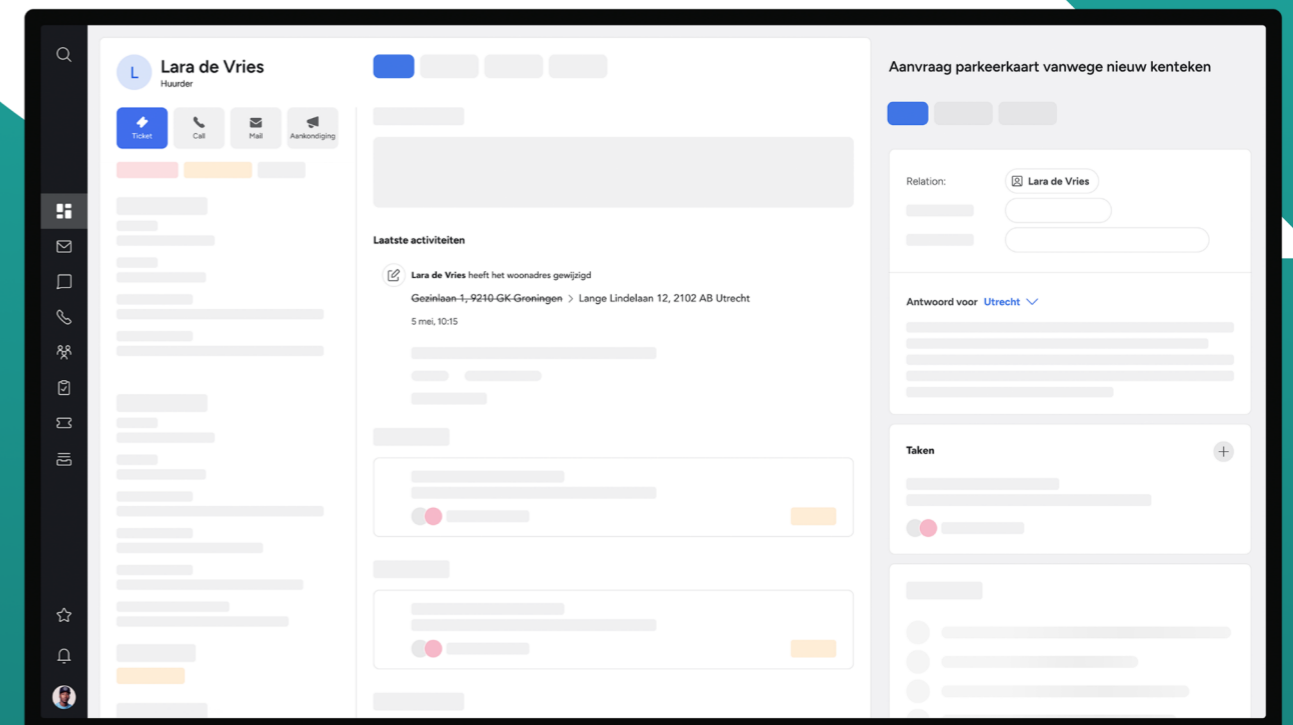 L
Lara de Vries
Huurder
Ticket
Call
Mail
Aankondiging
Laatste activiteiten
Lara de Vries heeft het woonadres gewijzigd
Gezinlaan 1, 9210 GK Groningen > Lange Lindelaan 12, 2102 AB Utrecht
5 mei, 10:15
Aanvraag parkeerkaart vanwege nieuw kenteken
Relation: Lara de Vries
Antwoord voor Utrecht
Taken